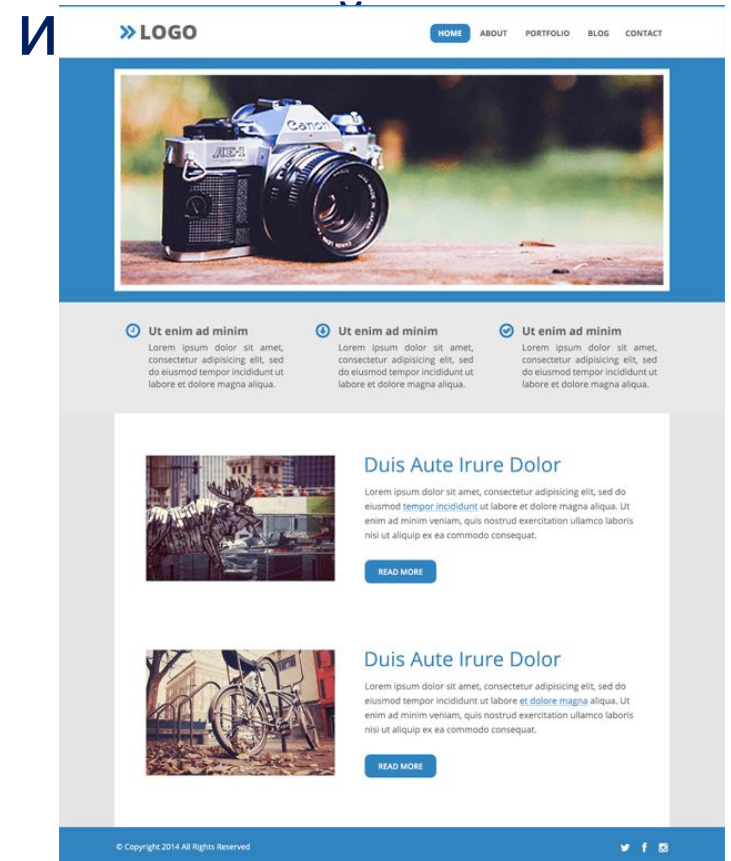 и й
LOGO
HOME ABOUT PORTFOLIO BLOG CONTACT
Canon
AE-1
CANON LENS
MADE IN JAPAN
Ut enim ad minim
Lorem ipsum dolor sit amet,
consectetur adipisicing elit, sed
do eiusmod tempor incididunt ut
labore et dolore magna aliqua.
Ut enim ad minim
Lorem ipsum dolor sit amet,
consectetur adipisicing elit, sed
do eiusmod tempor incididunt ut
labore et dolore magna aliqua.
Ut enim ad minim
Lorem ipsum dolor sit amet,
consectetur adipisicing elit, sed
do eiusmod tempor incididunt ut
labore et dolore magna aliqua.
Duis Aute Irure Dolor
Lorem ipsum dolor sit amet, consectetur adipisicing elit, sed do
eiusmod tempor incididunt ut labore et dolore magna aliqua. Ut
enim ad minim veniam, quis nostrud exercitation ullamco laboris
nisi ut aliquip ex ea commodo consequat.
READ MORE
Duis Aute Irure Dolor
Lorem ipsum dolor sit amet, consectetur adipisicing elit, sed do
eiusmod tempor incididunt ut labore et dolore magna aliqua. Ut
enim ad minim veniam, quis nostrud exercitation ullamco laboris
nisi ut aliquip ex ea commodo consequat.
READ MORE
© Copyright 2014 All Rights Reserved